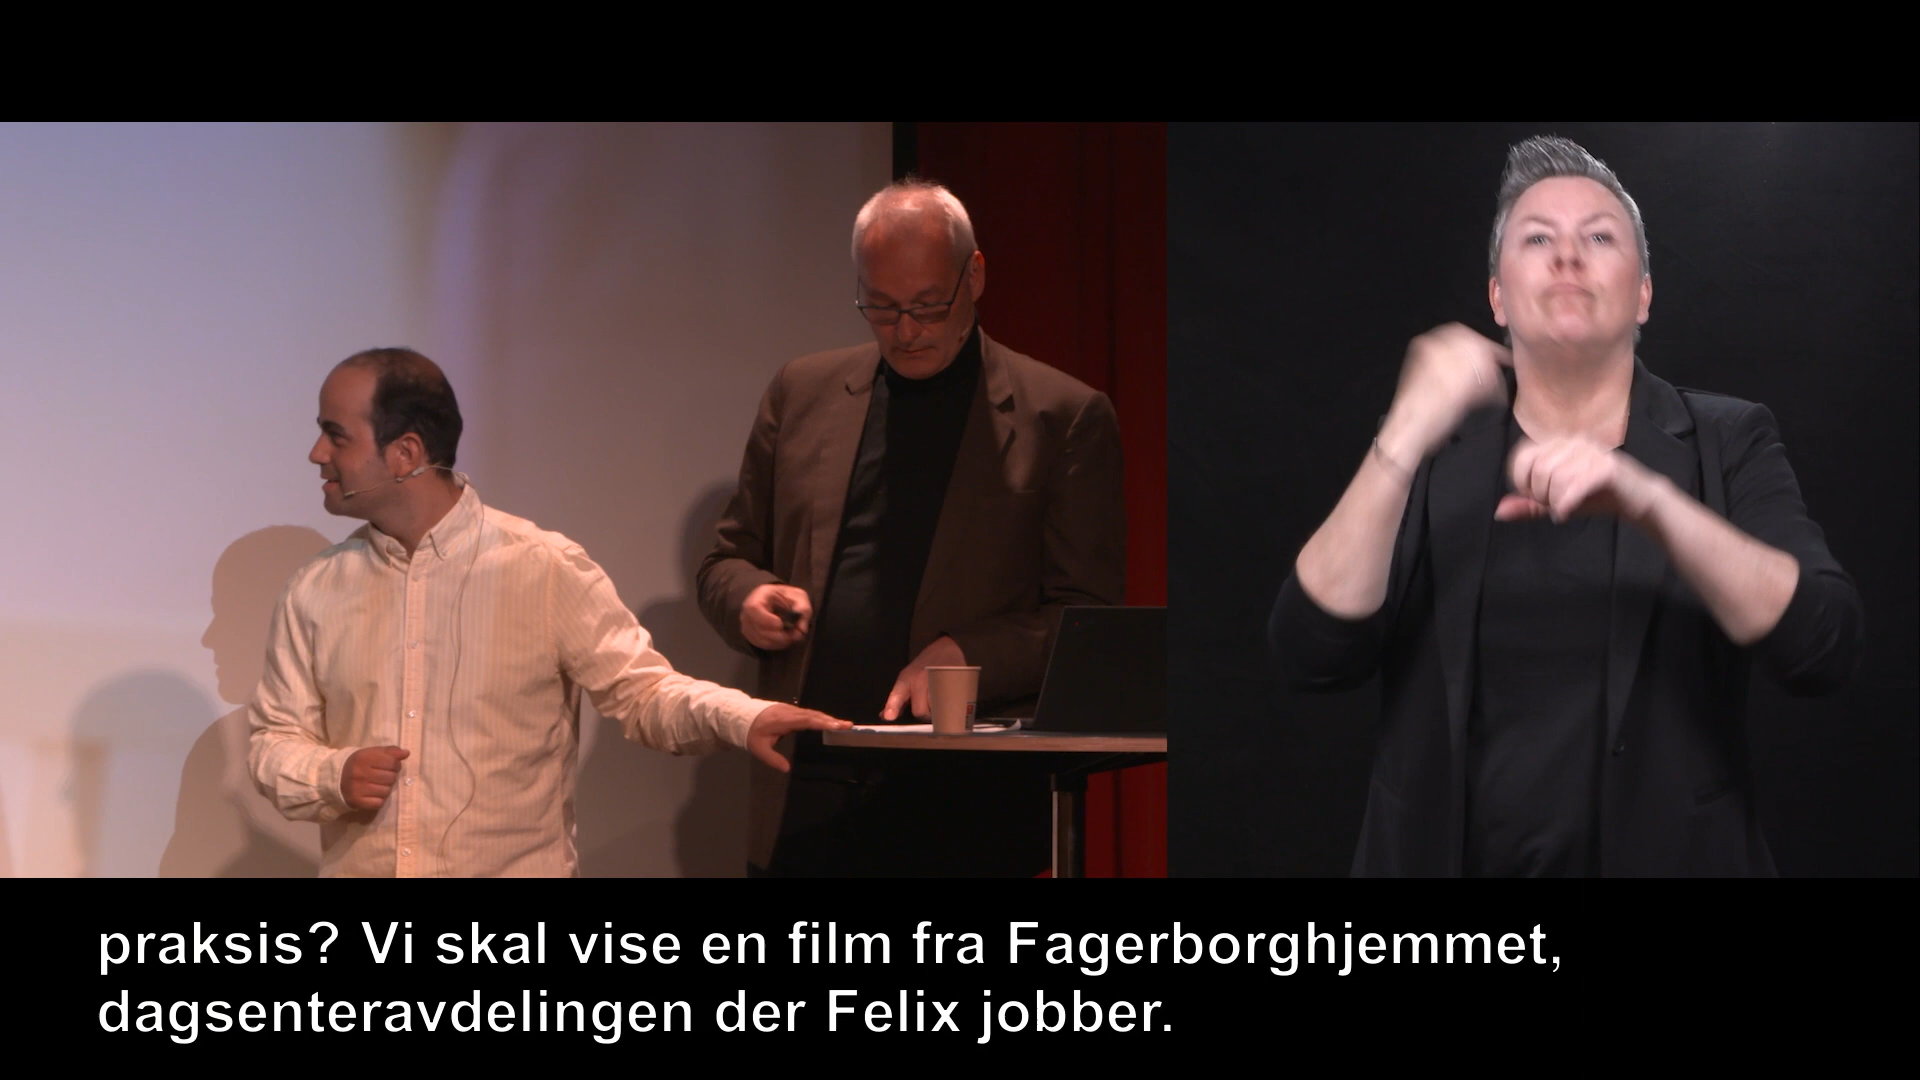 praksis? Vi skal vise en film fra Fagerborghjemmet,
dagsenteravdelingen der Felix jobber.